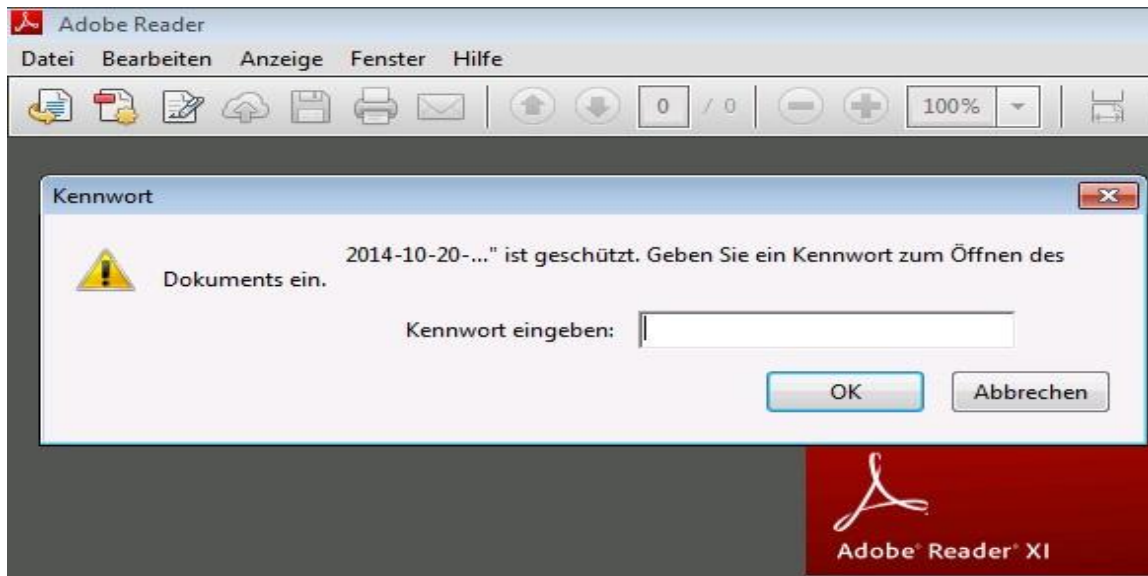 Adobe Reader
Datei Bearbeiten Anzeige Fenster Hilfe
0 / 0 100%
Kennwort
2014-10-20-..." ist geschützt. Geben Sie ein Kennwort zum Öffnen des
Dokuments ein.
Kennwort eingeben:
OK Abbrechen
Adobe® Reader® XI